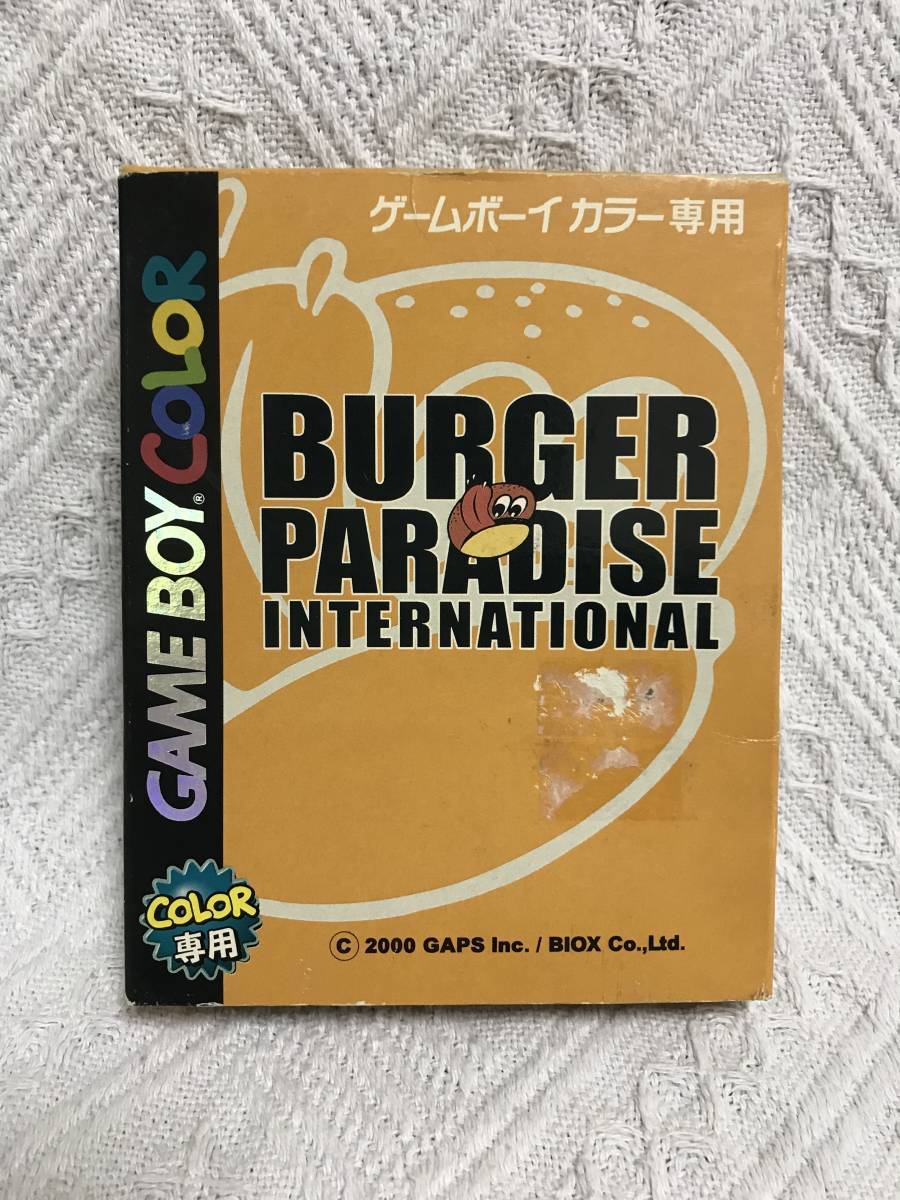 ゲームボーイ カラー専用
GAME BOY® COLOR
BURGER
PARADISE
INTERNATIONAL
COLOR
専用
Ⓒ 2000 GAPS Inc. / BIOX Co.,Ltd.